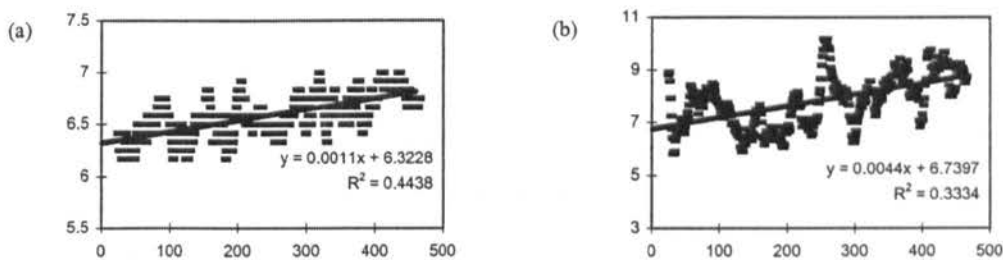 (a)
7.5
7
6.5
6
5.5
0 100 200 300 400 500
y = 0.0011x + 6.3228
R² = 0.4438
(b)
11
9
7
5
3
0 100 200 300 400 500
y = 0.0044x + 6.7397
R² = 0.3334